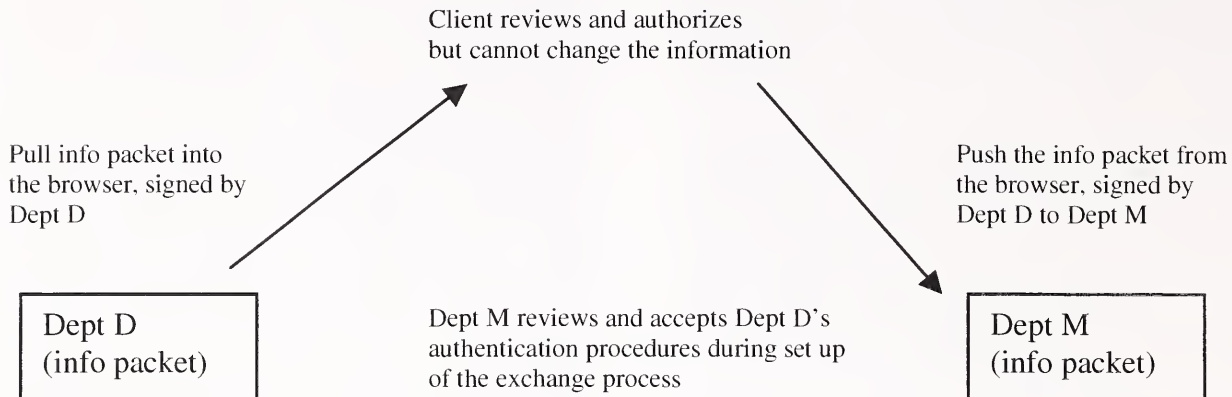 Client reviews and authorizes
but cannot change the information
Pull info packet into
the browser, signed by
Dept D
Push the info packet from
the browser, signed by
Dept D to Dept M
Dept D
(info packet)
Dept M reviews and accepts Dept D's
authentication procedures during set up
of the exchange process
Dept M
(info packet)